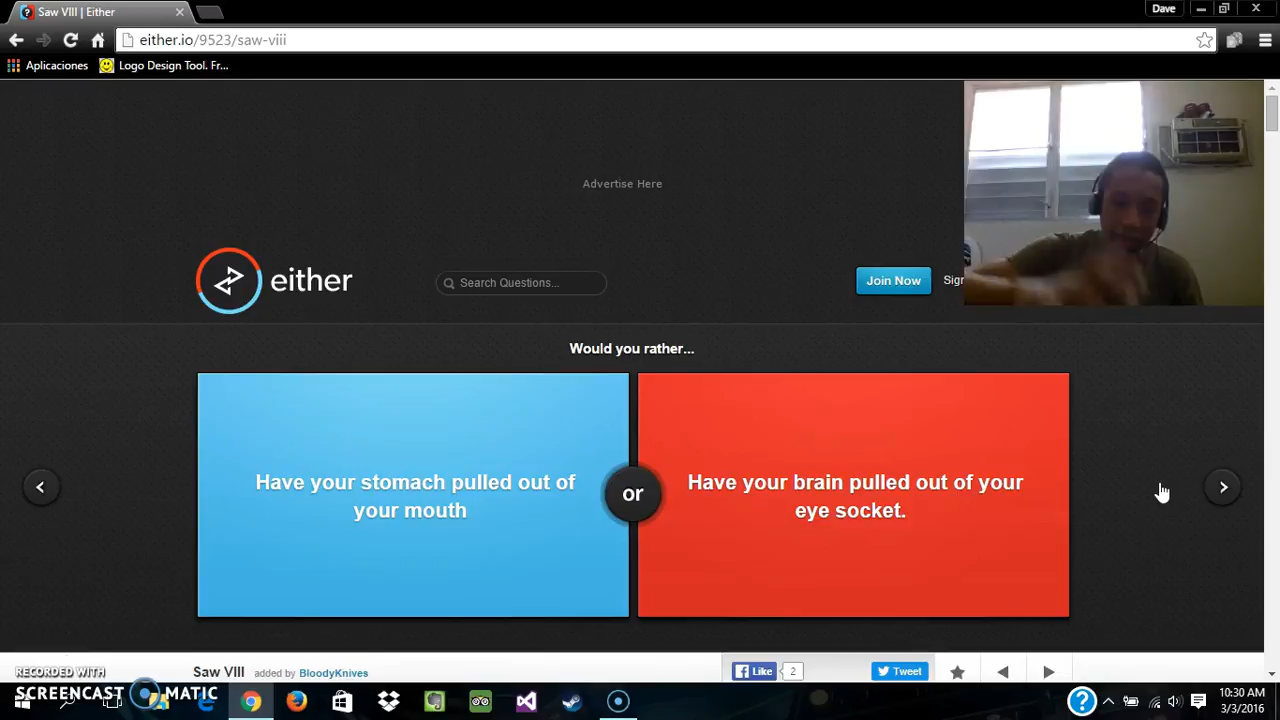 Saw VIII | Either
Dave
either.io/9523/saw-viii
Aplicaciones
Logo Design Tool. Fr...
Advertise Here
either
Search Questions...
Join Now
Sign
Would you rather...
Have your stomach pulled out of
your mouth
or
Have your brain pulled out of your
eye socket.
Saw VIII added by BloodyKnives
Like
2
Tweet
RECORDED WITH
SCREENCAST MATIC
10:30 AM
3/3/2016